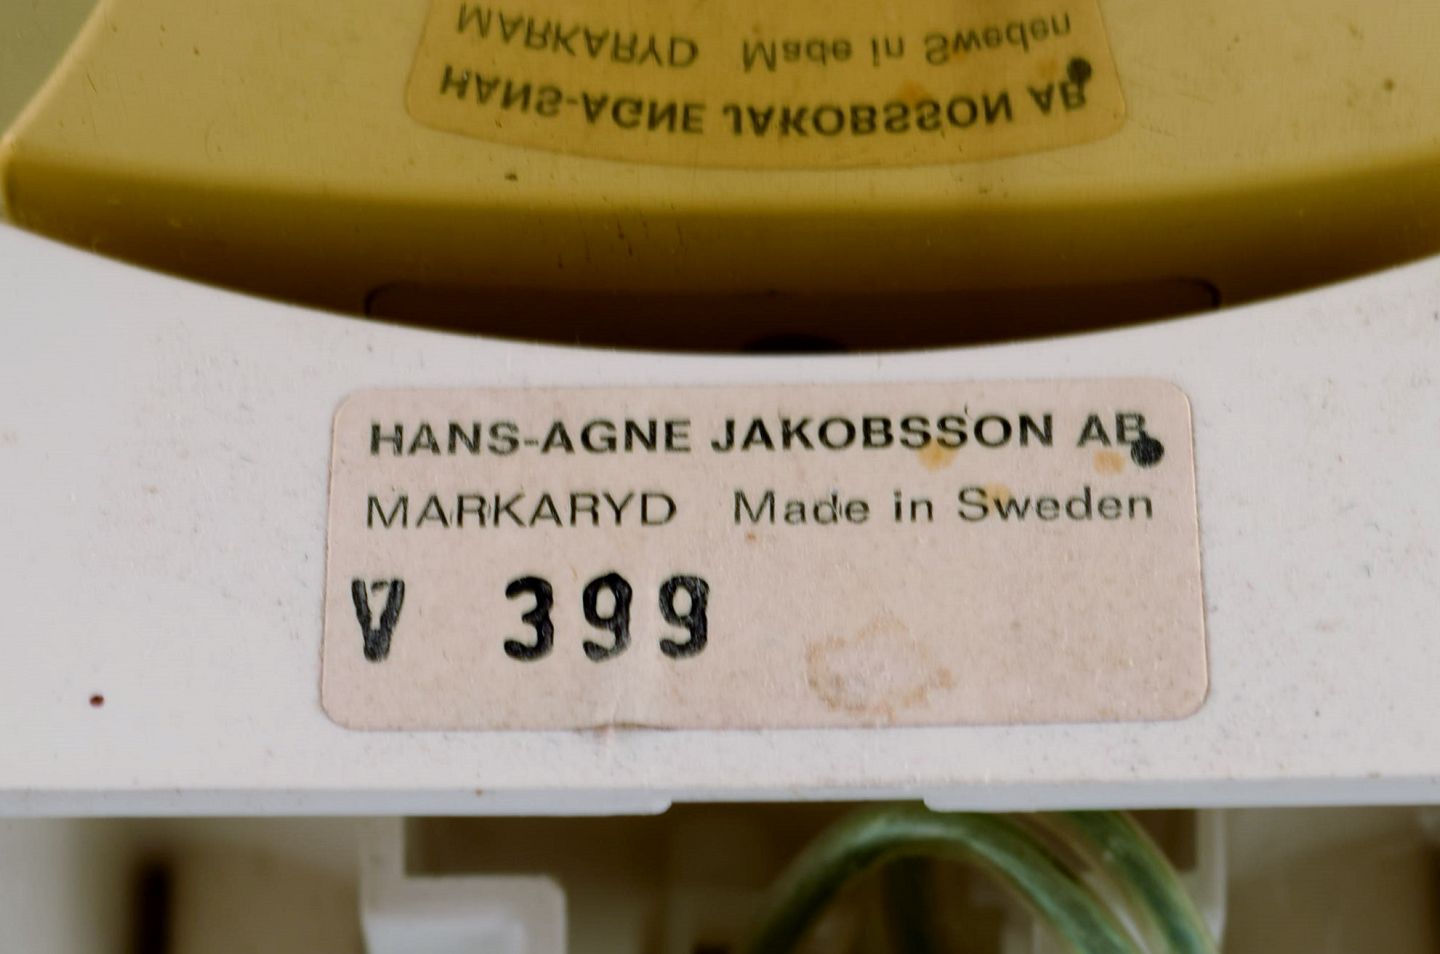 MARKARYD Made in Sweden
HANS-AGNE JAKOBSSON AB
HANS-AGNE JAKOBSSON AB
MARKARYD Made in Sweden
V 399